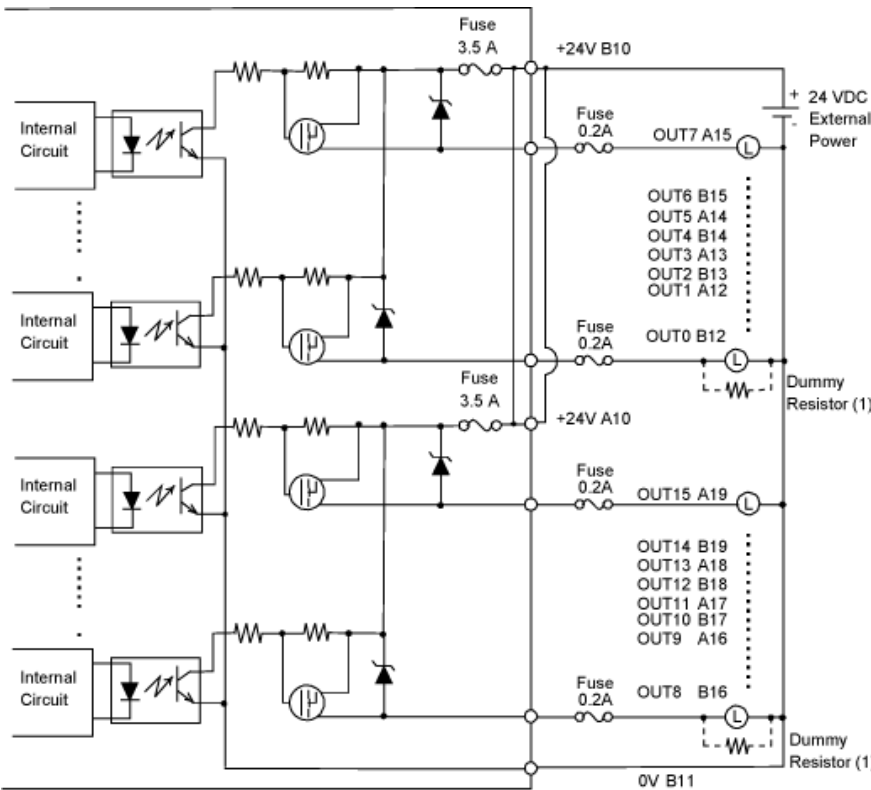 Fuse
3.5 A
+24V B10
+ 24 VDC
External
- Power
Internal
Circuit
Fuse
0.2A
OUT7 A15
L
OUT6 B15
OUT5 A14
OUT4 B14
OUT3 A13
OUT2 B13
OUT1 A12
Internal
Circuit
Fuse
0.2A
OUT0 B12
L
Dummy
Resistor (1)
Fuse
3.5 A
+24V A10
Internal
Circuit
Fuse
0.2A
OUT15 A19
L
OUT14 B19
OUT13 A18
OUT12 B18
OUT11 A17
OUT10 B17
OUT9 A16
Internal
Circuit
Fuse
0.2A
OUT8 B16
L
Dummy
Resistor (1)
0V B11